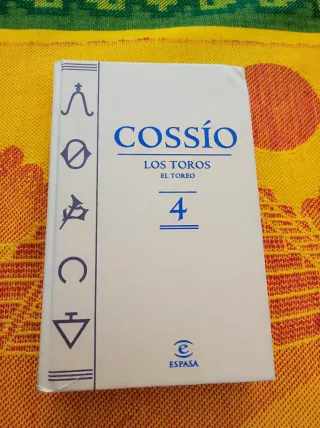 COSSÍO
LOS TOROS
EL TOREO
4
e
ESPASA